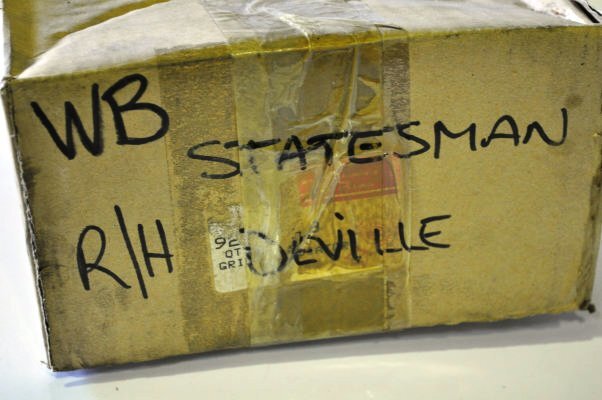 WB
STATESMAN
R/H DEVILLE